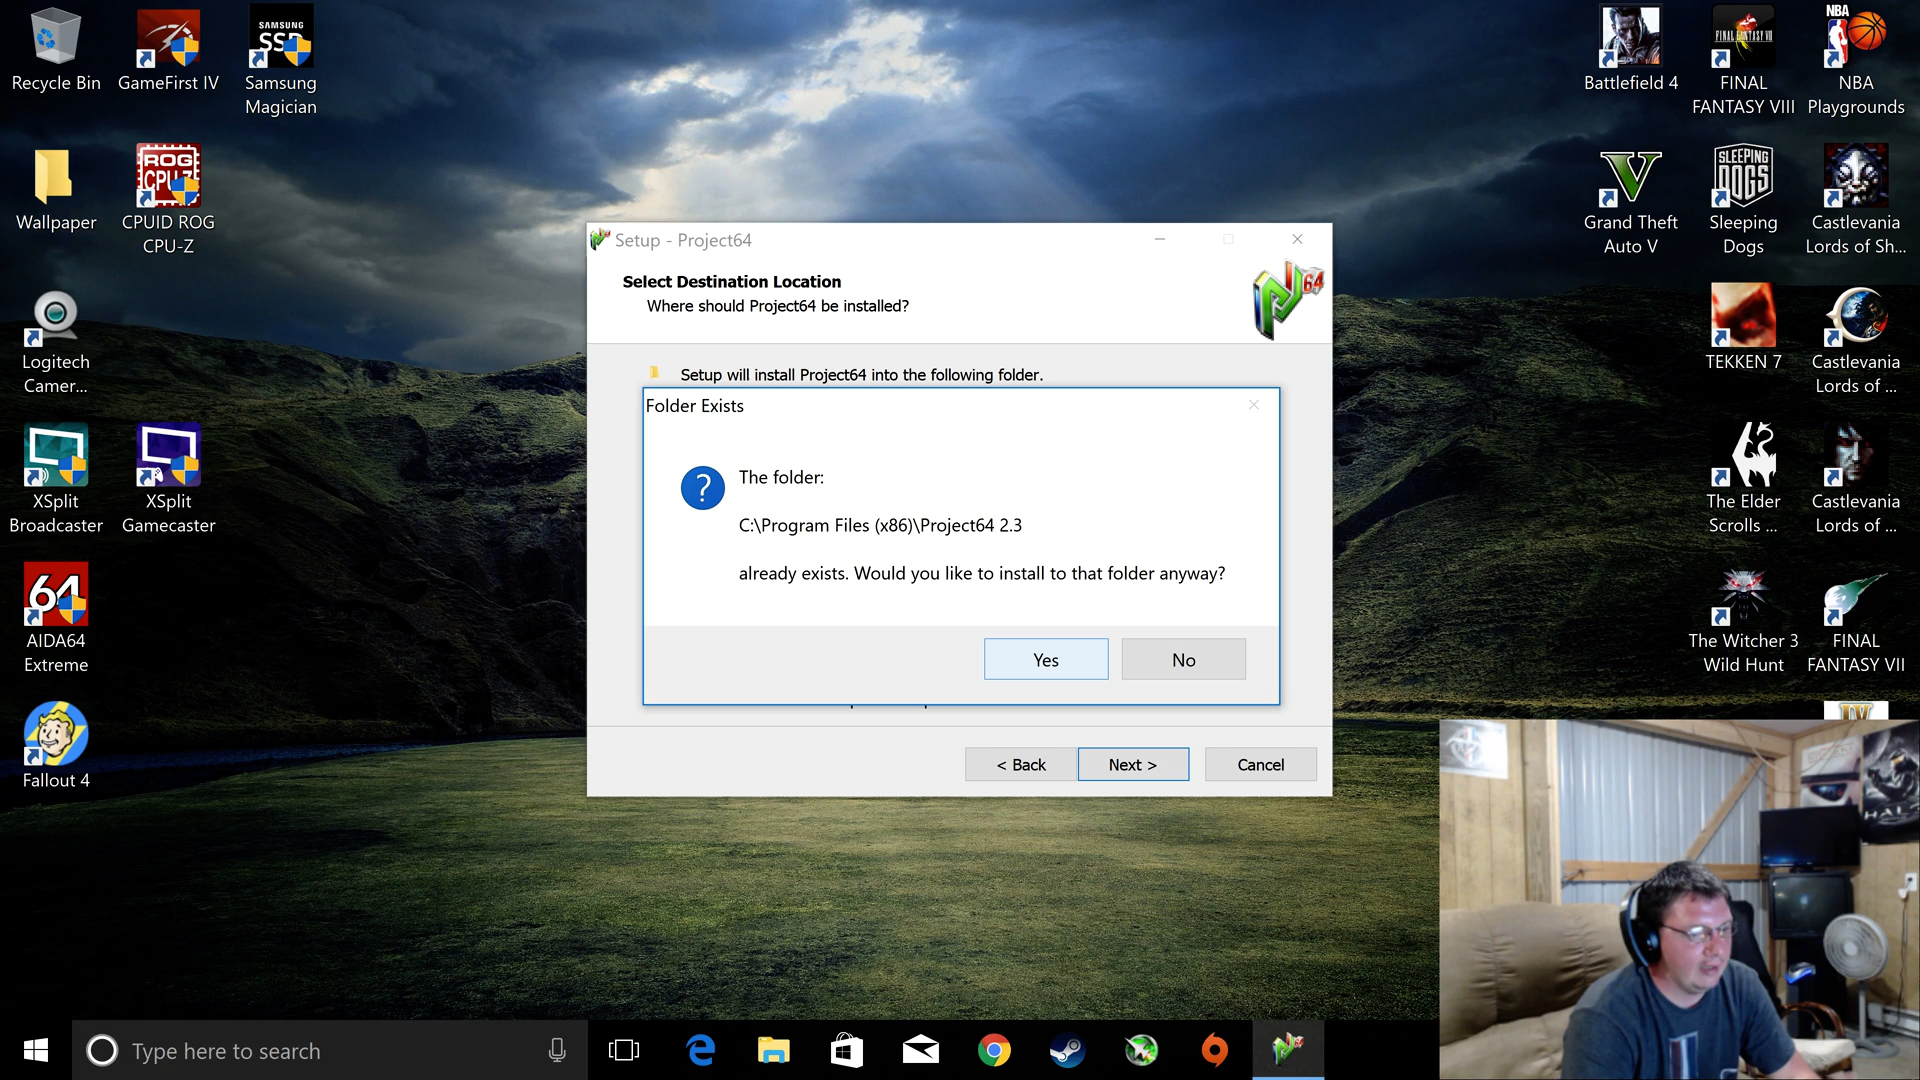 Recycle Bin
GameFirst IV
SAMSUNG
SSD
Samsung
Magician
Wallpaper
ROG
CPU-Z
CPUID ROG
CPU-Z
Logitech
Camer...
XSplit
Broadcaster
XSplit
Gamecaster
64
AIDA64
Extreme
Fallout 4
Setup - Project64
Select Destination Location
Where should Project64 be installed?
64
Setup will install Project64 into the following folder.
Folder Exists
?
The folder:
C:\Program Files (x86)\Project64 2.3
already exists. Would you like to install to that folder anyway?
Yes
No
< Back
Next >
Cancel
Battlefield 4
FINAL FANTASY VIII
FINAL
FANTASY VIII
NBA
NBA
Playgrounds
V
Grand Theft
Auto V
SLEEPING
DOGS
Sleeping
Dogs
Castlevania
Lords of Sh...
TEKKEN 7
Castlevania
Lords of ...
The Elder
Scrolls ...
Castlevania
Lords of ...
The Witcher 3
Wild Hunt
FINAL
FANTASY VII
IV
Type here to search